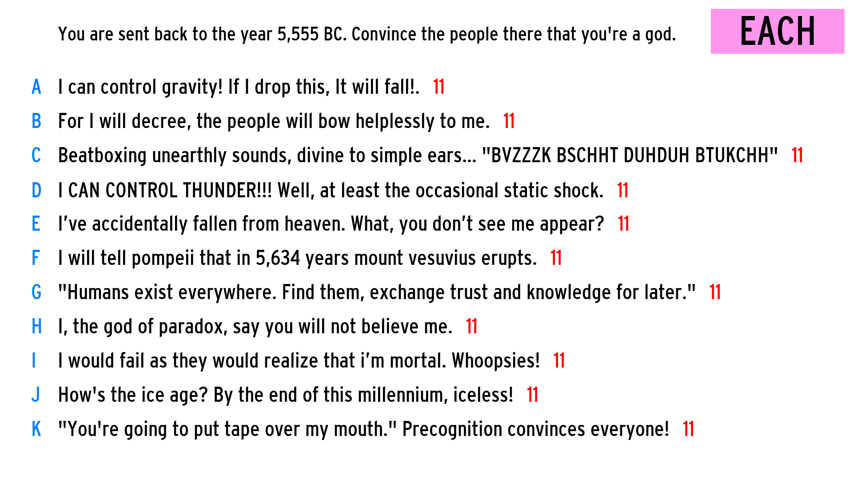 You are sent back to the year 5,555 BC. Convince the people there that you're a god.
EACH
A I can control gravity! If I drop this, It will fall!. 11
B For I will decree, the people will bow helplessly to me. 11
C Beatboxing unearthly sounds, divine to simple ears... "BVZZZK BSCHHT DUHDUH BTUKCHH" 11
D I CAN CONTROL THUNDER!!! Well, at least the occasional static shock. 11
E I’ve accidentally fallen from heaven. What, you don’t see me appear? 11
F I will tell pompeii that in 5,634 years mount vesuvius erupts. 11
G "Humans exist everywhere. Find them, exchange trust and knowledge for later." 11
H I, the god of paradox, say you will not believe me. 11
I I would fail as they would realize that i’m mortal. Whoopsies! 11
J How's the ice age? By the end of this millennium, iceless! 11
K "You're going to put tape over my mouth." Precognition convinces everyone! 11